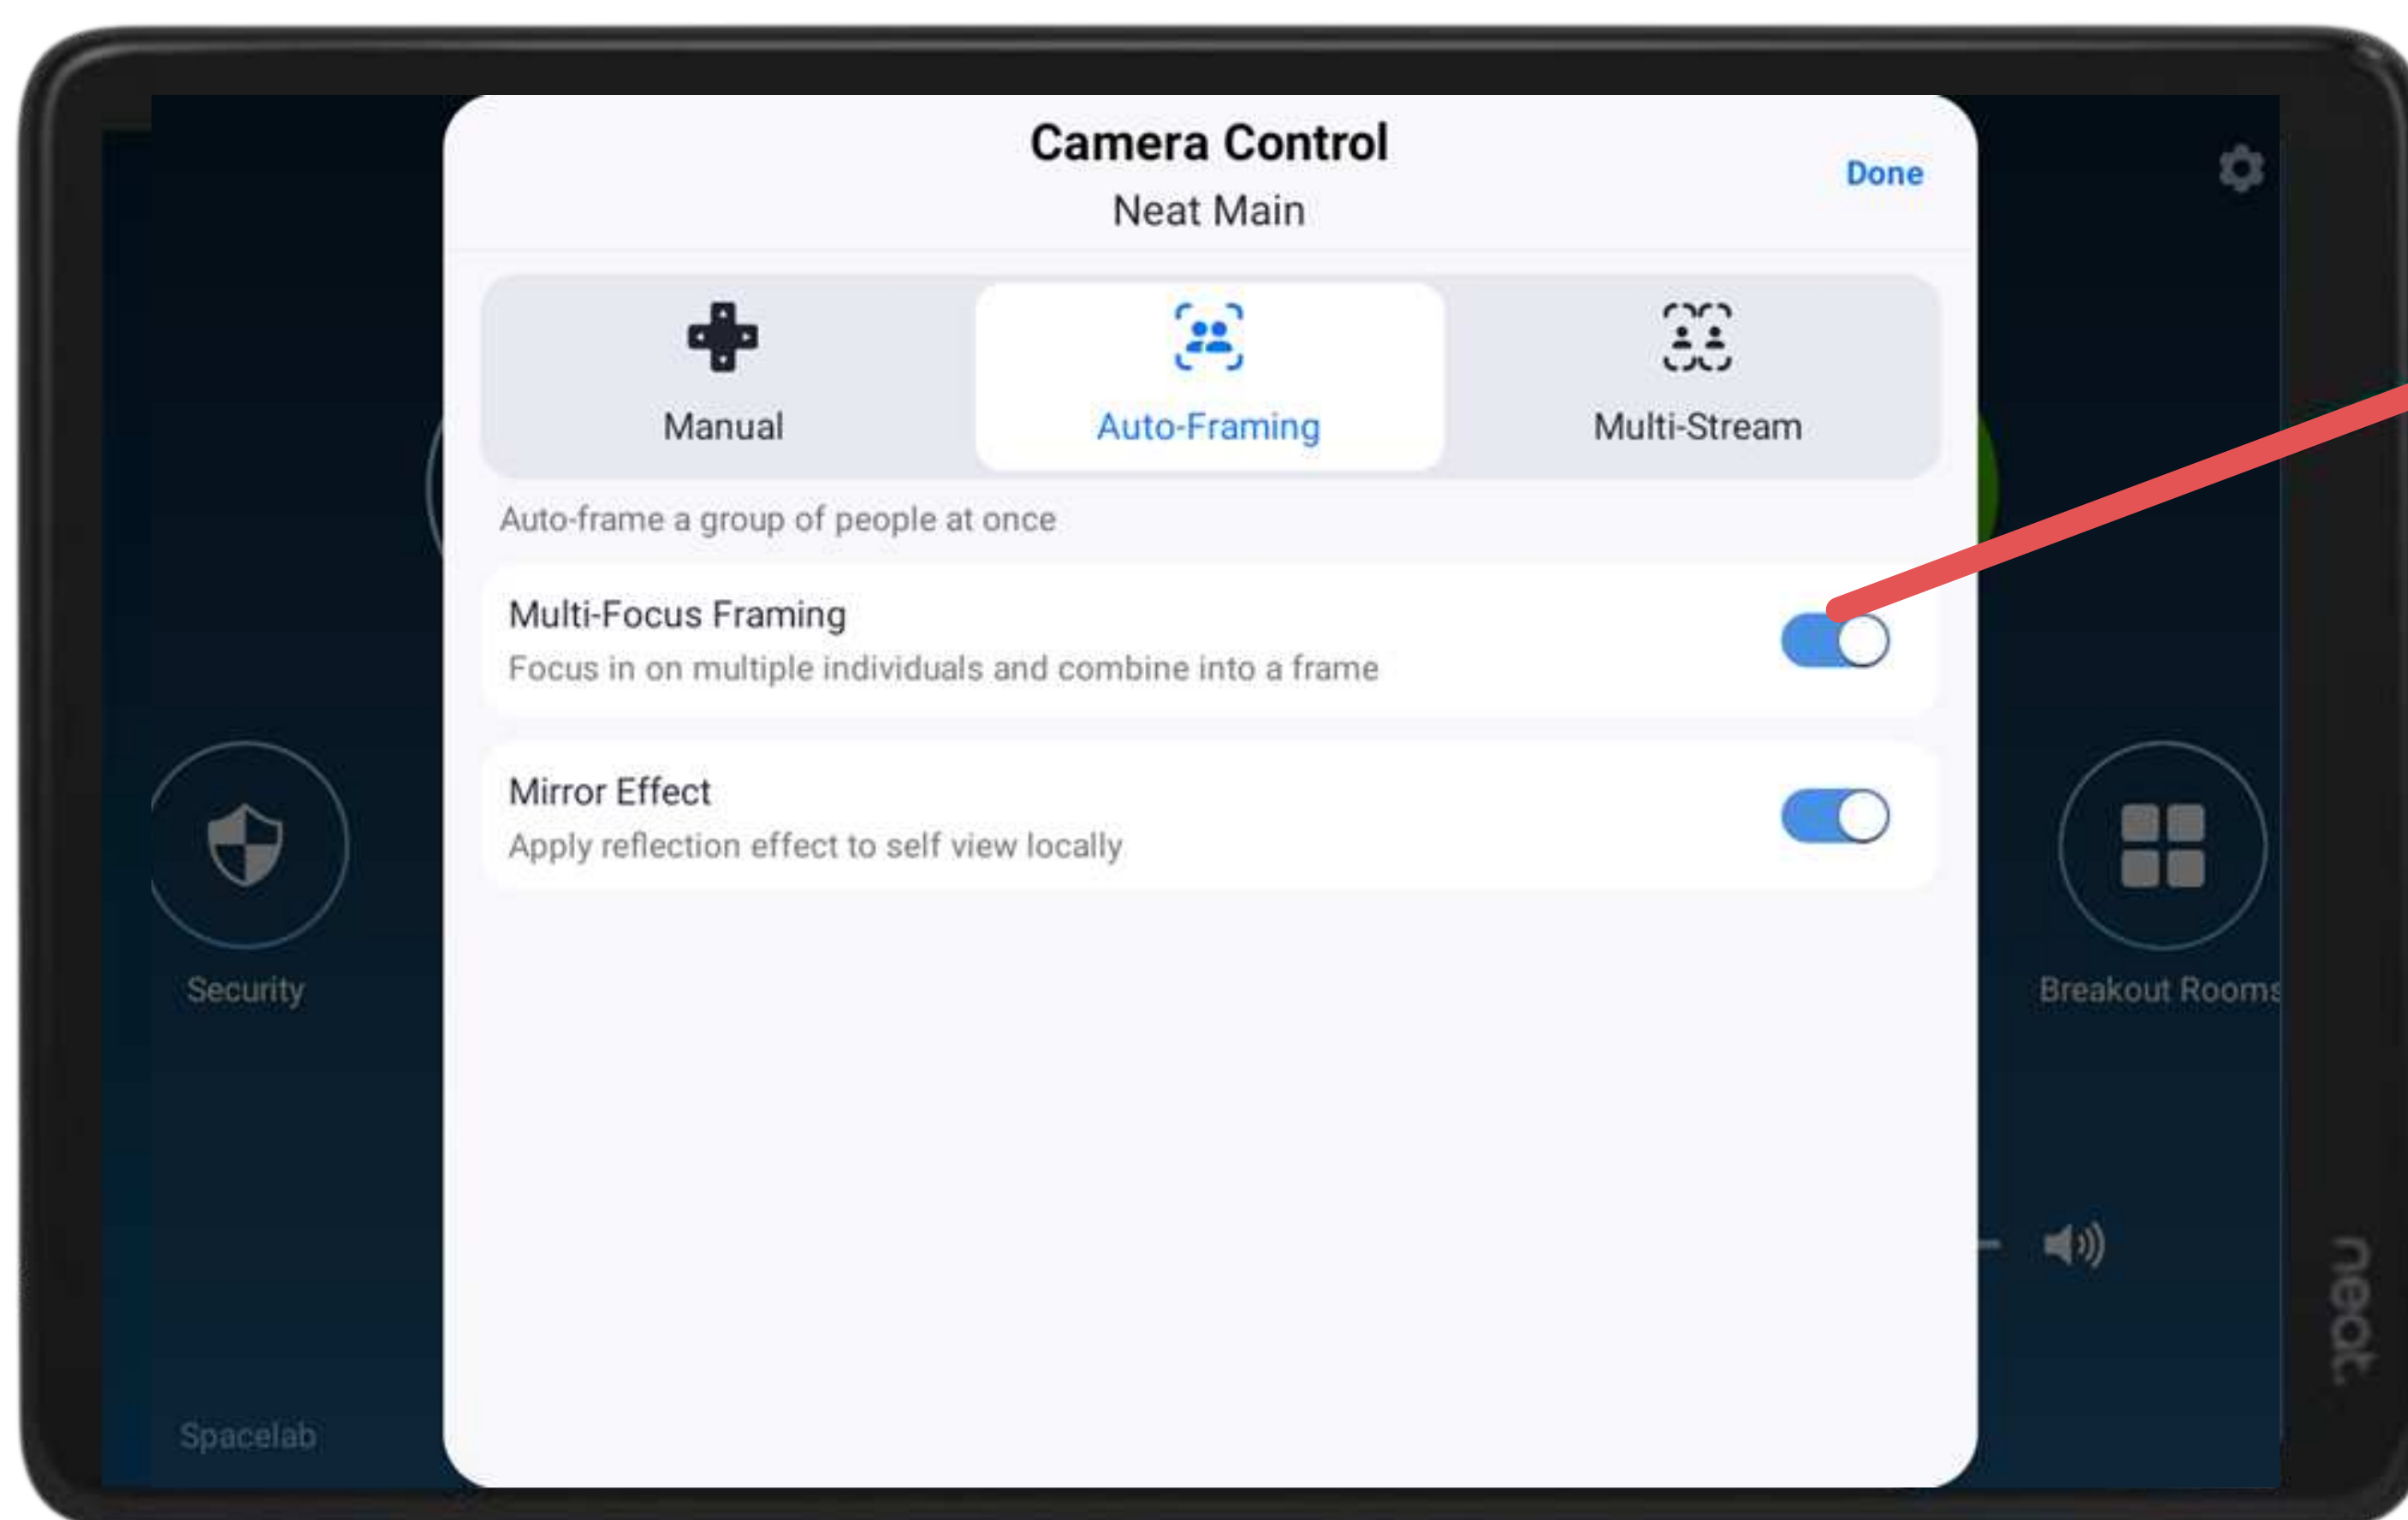 Camera Control
Done
Neat Main
Manual
Auto-Framing
Multi-Stream
Auto-frame a group of people at once
Multi-Focus Framing
Focus in on multiple individuals and combine into a frame
Mirror Effect
Apply reflection effect to self view locally
Security
Breakout Rooms
Spacelab
neat.